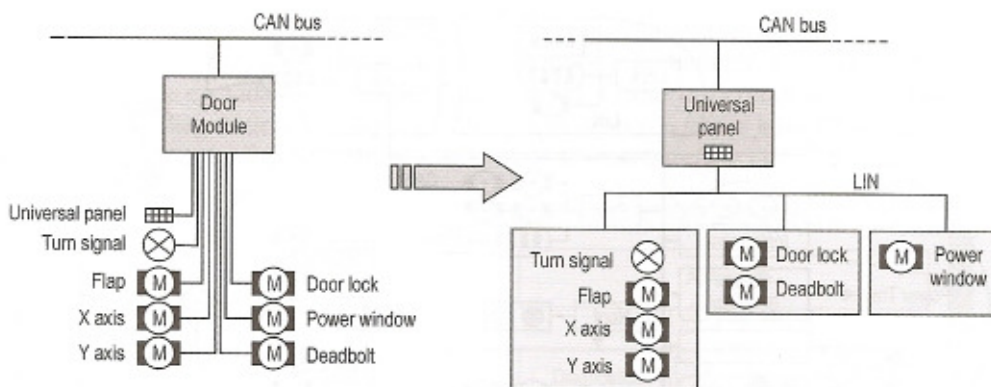 CAN bus
Door
Module
Universal panel
Turn signal
Flap
M
X axis
M
Y axis
M
M
Door lock
M
Power window
M
Deadbolt
CAN bus
Universal
panel
LIN
Turn signal
Flap
M
X axis
M
Y axis
M
M
Door lock
M
Deadbolt
M
Power
window